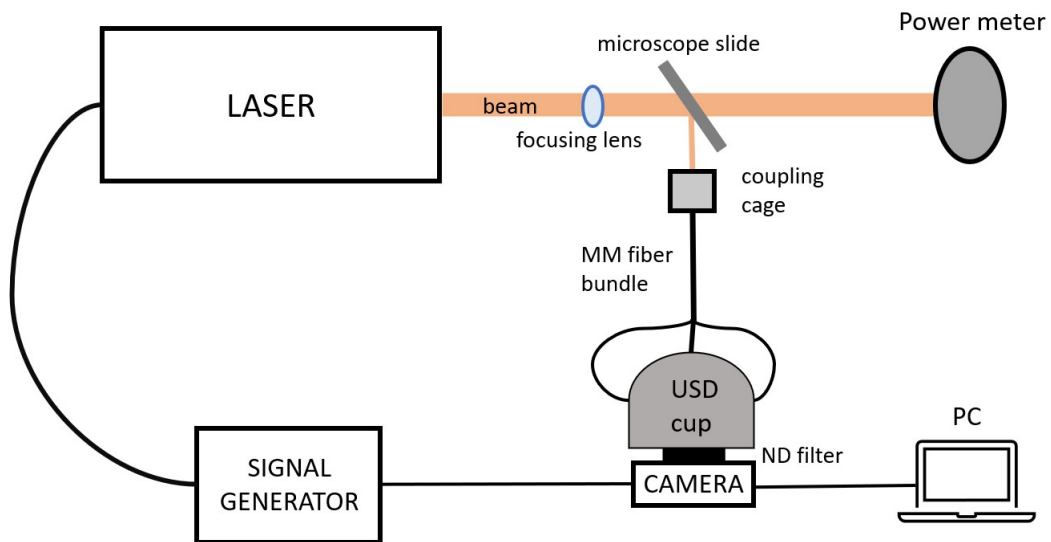 Power meter
microscope slide
LASER
beam
focusing lens
coupling
cage
MM fiber
bundle
USD
cup
PC
ND filter
SIGNAL
GENERATOR
CAMERA